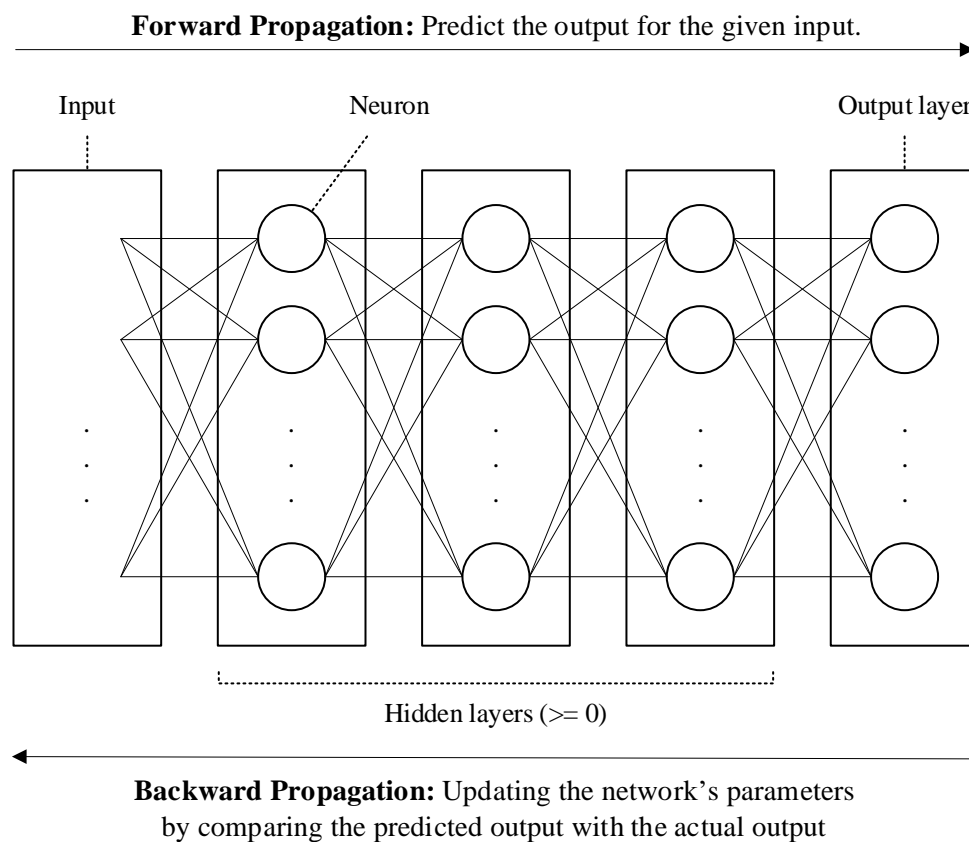 Forward Propagation: Predict the output for the given input.
Input
Neuron
Output layer
Hidden layers (>= 0)
Backward Propagation: Updating the network’s parameters
by comparing the predicted output with the actual output